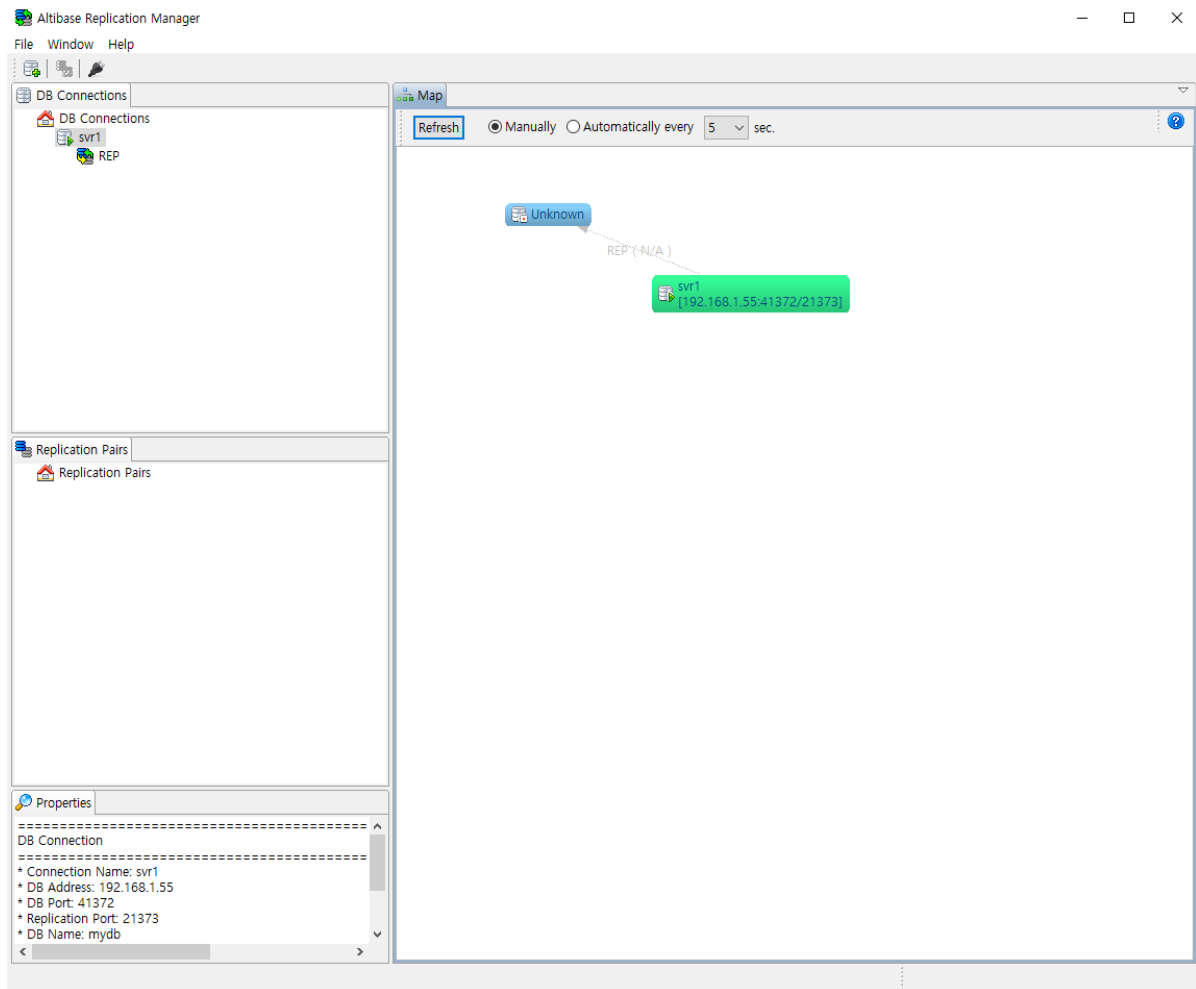 Altibase Replication Manager
File Window Help
DB Connections
DB Connections
svr1
REP
Replication Pairs
Replication Pairs
Properties
==========================================
DB Connection
==========================================
* Connection Name: svr1
* DB Address: 192.168.1.55
* DB Port: 41372
* Replication Port: 21373
* DB Name: mydb
Map
Refresh Manually Automatically every 5 sec.
Unknown
REP ( N/A )
svr1
[192.168.1.55:41372/21373]